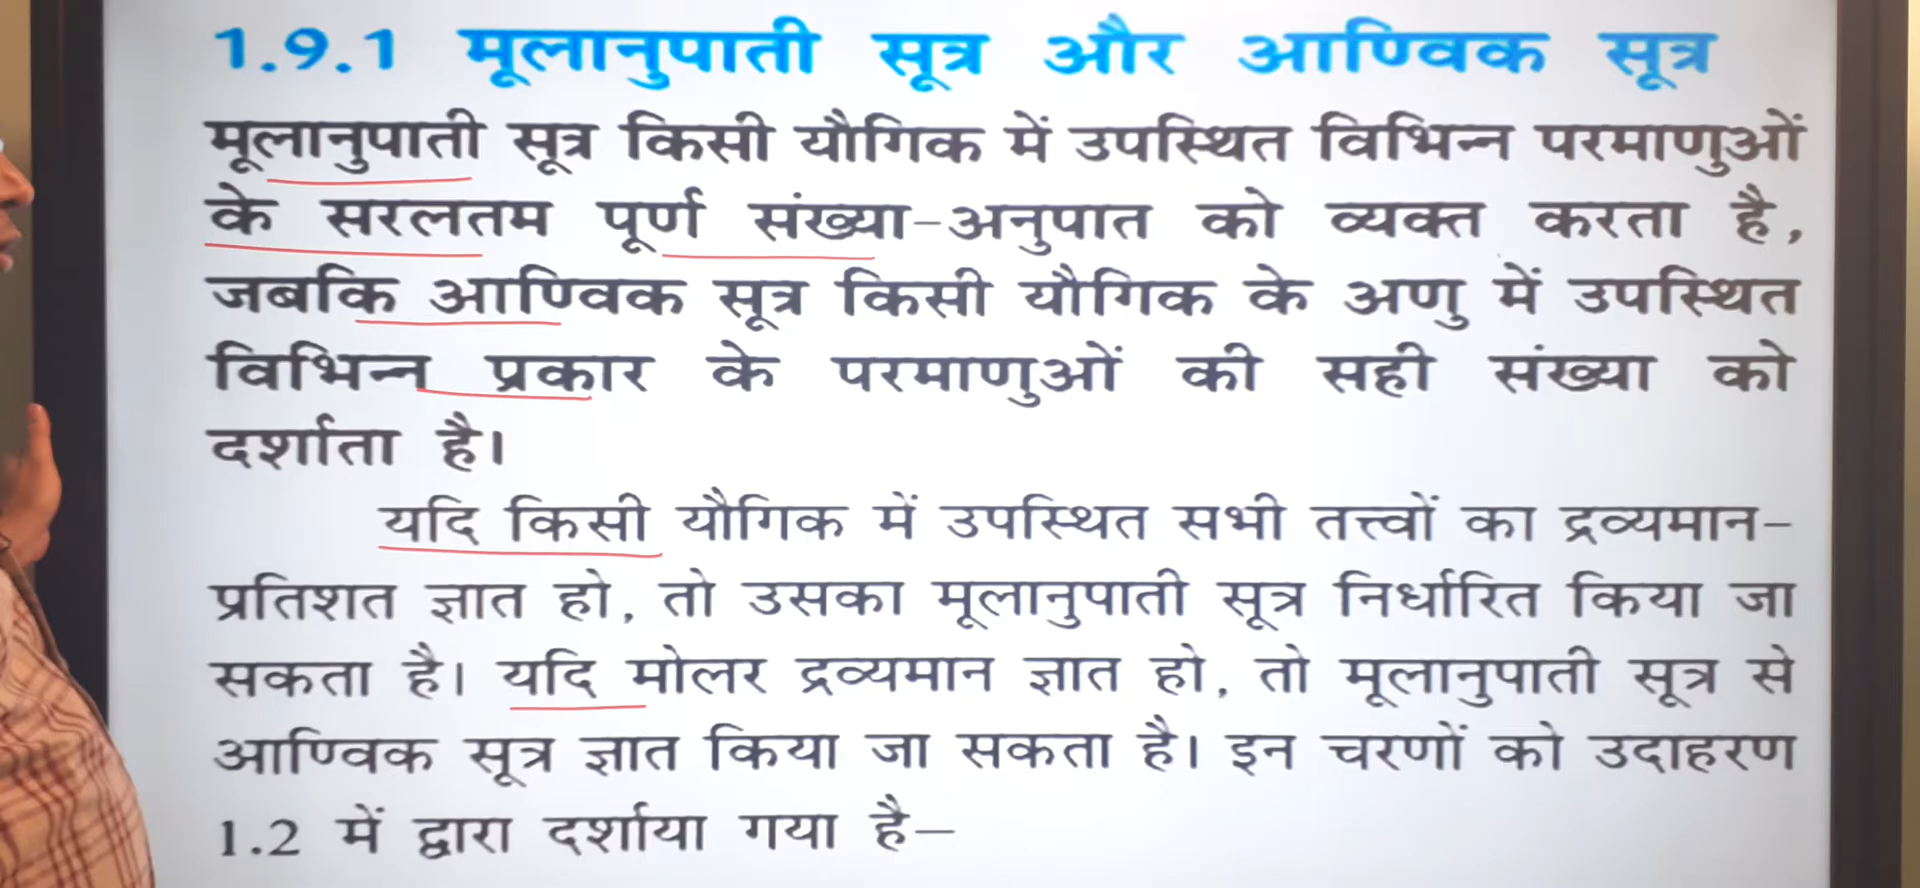 1.9.1 मूलानुपाती सूत्र और आण्विक सूत्र
मूलानुपाती सूत्र किसी यौगिक में उपस्थित विभिन्न परमाणुओं
के सरलतम पूर्ण संख्या-अनुपात को व्यक्त करता है,
जबकि आण्विक सूत्र किसी यौगिक के अणु में उपस्थित
विभिन्न प्रकार के परमाणुओं की सही संख्या को
दर्शाता है।
यदि किसी यौगिक में उपस्थित सभी तत्त्वों का द्रव्यमान-
प्रतिशत ज्ञात हो, तो उसका मूलानुपाती सूत्र निर्धारित किया जा
सकता है। यदि मोलर द्रव्यमान ज्ञात हो, तो मूलानुपाती सूत्र से
आण्विक सूत्र ज्ञात किया जा सकता है। इन चरणों को उदाहरण
1.2 में द्वारा दर्शाया गया है–